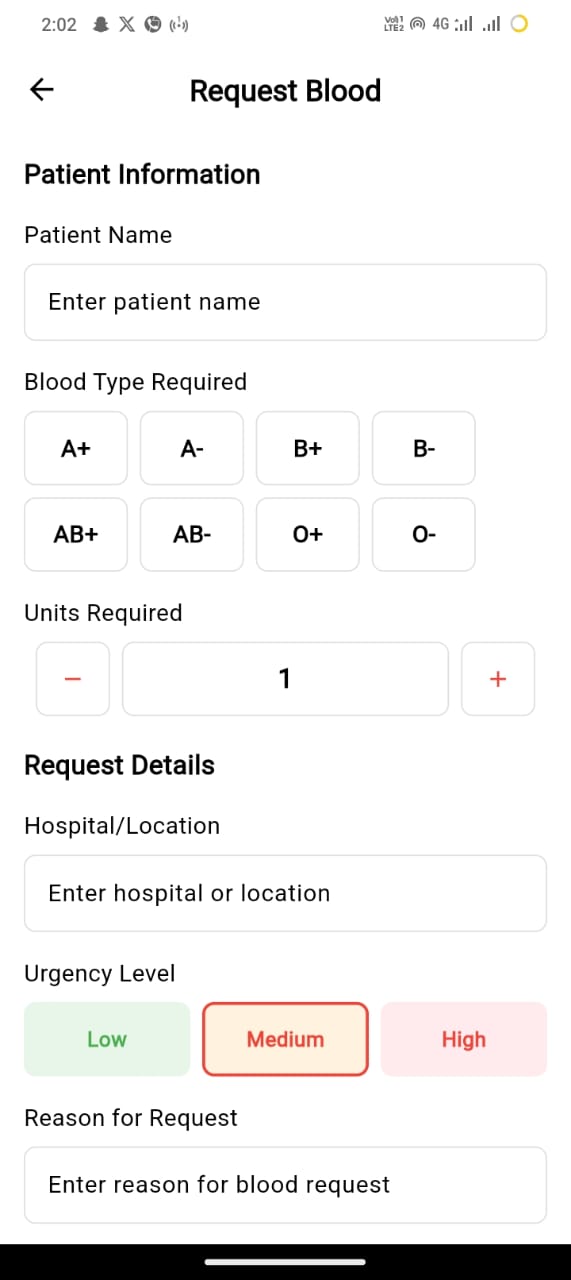 2:02 4G
Request Blood
Patient Information
Patient Name
Enter patient name
Blood Type Required
A+ A- B+ B-
AB+ AB- O+ O-
Units Required
− 1 +
Request Details
Hospital/Location
Enter hospital or location
Urgency Level
Low Medium High
Reason for Request
Enter reason for blood request